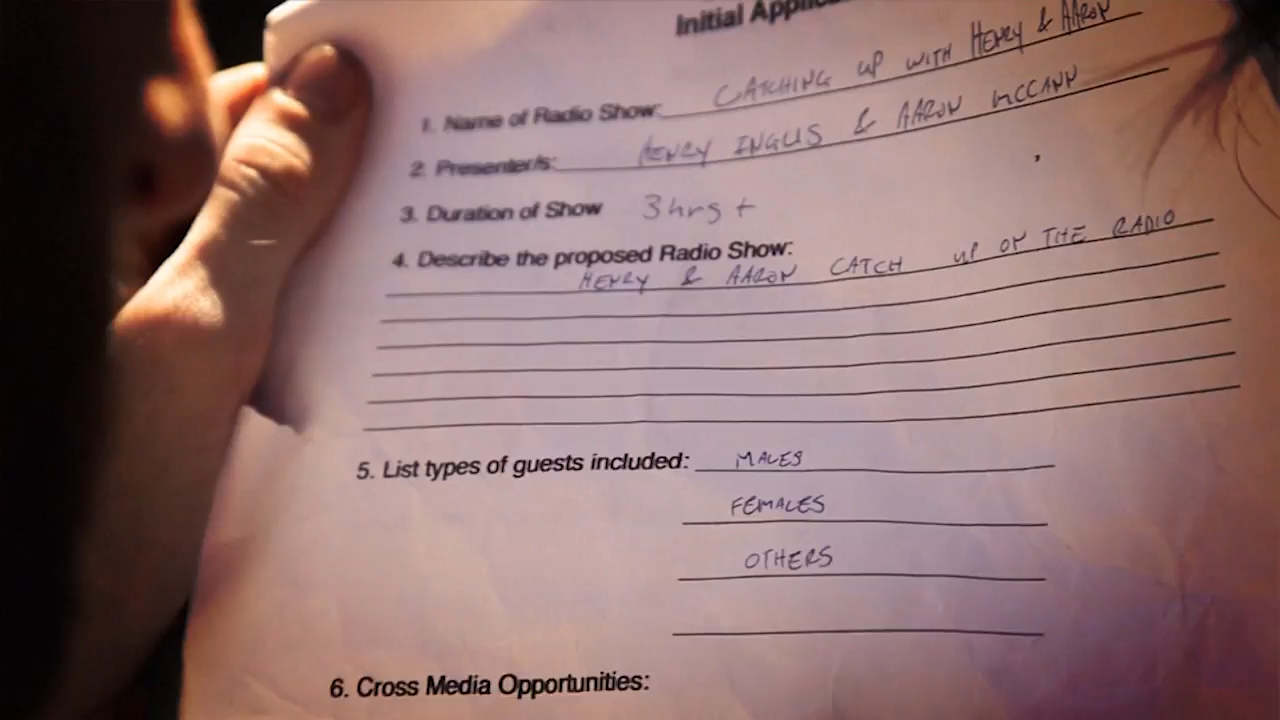 Initial Applic
1. Name of Radio Show: CATCHING UP WITH HENRY & AARON
2. Presenter/s: HENRY INGLIS & AARON MCCANN
3. Duration of Show 3hrs +
4. Describe the proposed Radio Show:
HENRY & AARON CATCH UP ON THE RADIO
5. List types of guests included: MALES
FEMALES
OTHERS
6. Cross Media Opportunities: